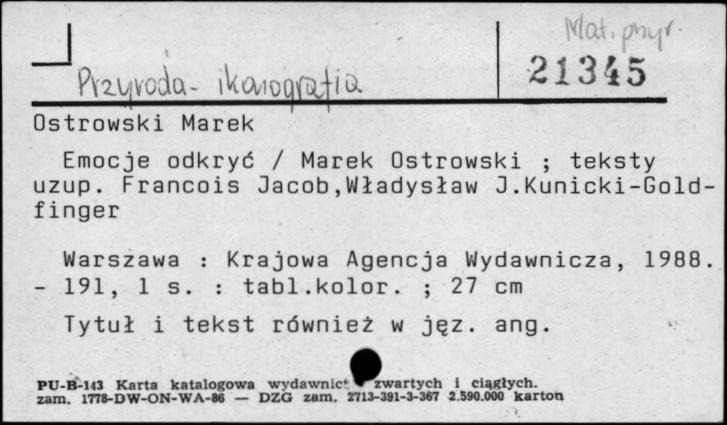 Mat. przyr.
21345
Przyroda - ikonografia
Ostrowski Marek
Emocje odkryć / Marek Ostrowski ; teksty
uzup. Francois Jacob,Władysław J.Kunicki-Gold-
finger
Warszawa : Krajowa Agencja Wydawnicza, 1988.
- 191, 1 s. : tabl.kolor. ; 27 cm
Tytuł i tekst również w jęz. ang.
PU-B-143 Karta katalogowa wydawnict zwartych i ciągłych.
zam. 1778-DW-ON-WA-86 — DZG zam. 2713-391-3-367 2.590.000 karton